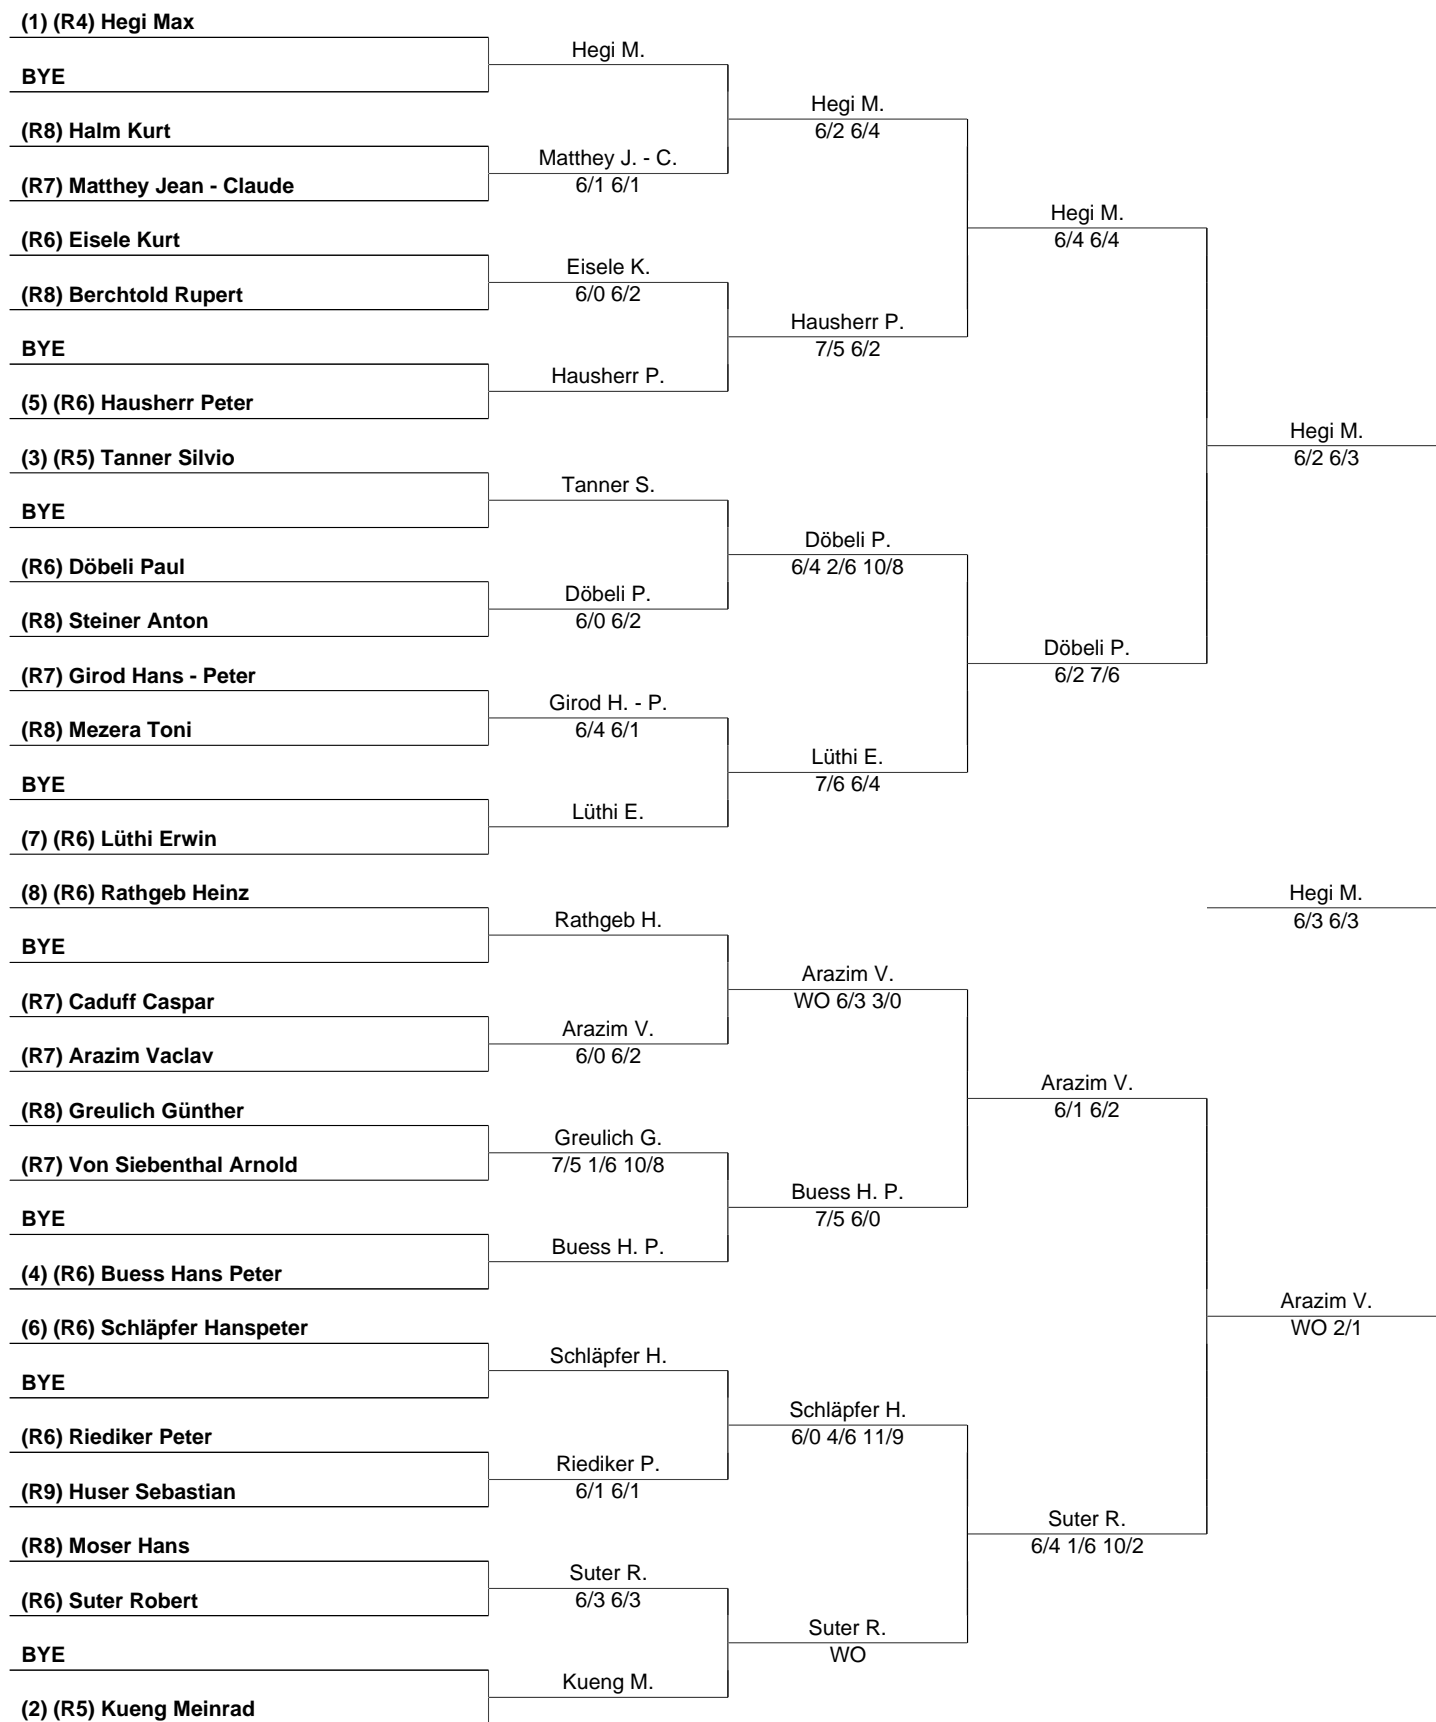 (1) (R4) Hegi Max
BYE
(R8) Halm Kurt
(R7) Matthey Jean - Claude
(R6) Eisele Kurt
(R8) Berchtold Rupert
BYE
(5) (R6) Hausherr Peter
(3) (R5) Tanner Silvio
BYE
(R6) Döbeli Paul
(R8) Steiner Anton
(R7) Girod Hans - Peter
(R8) Mezera Toni
BYE
(7) (R6) Lüthi Erwin
(8) (R6) Rathgeb Heinz
BYE
(R7) Caduff Caspar
(R7) Arazim Vaclav
(R8) Greulich Günther
(R7) Von Siebenthal Arnold
BYE
(4) (R6) Buess Hans Peter
(6) (R6) Schläpfer Hanspeter
BYE
(R6) Riediker Peter
(R9) Huser Sebastian
(R8) Moser Hans
(R6) Suter Robert
BYE
(2) (R5) Kueng Meinrad
Hegi M.
Matthey J. - C.
6/1 6/1
Eisele K.
6/0 6/2
Hausherr P.
Tanner S.
Döbeli P.
6/0 6/2
Girod H. - P.
6/4 6/1
Lüthi E.
Rathgeb H.
Arazim V.
6/0 6/2
Greulich G.
7/5 1/6 10/8
Buess H. P.
Schläpfer H.
Riediker P.
6/1 6/1
Suter R.
6/3 6/3
Kueng M.
Hegi M.
6/2 6/4
Hausherr P.
7/5 6/2
Döbeli P.
6/4 2/6 10/8
Lüthi E.
7/6 6/4
Arazim V.
WO 6/3 3/0
Buess H. P.
7/5 6/0
Schläpfer H.
6/0 4/6 11/9
Suter R.
WO
Hegi M.
6/4 6/4
Döbeli P.
6/2 7/6
Arazim V.
6/1 6/2
Suter R.
6/4 1/6 10/2
Hegi M.
6/2 6/3
Hegi M.
6/3 6/3
Arazim V.
WO 2/1